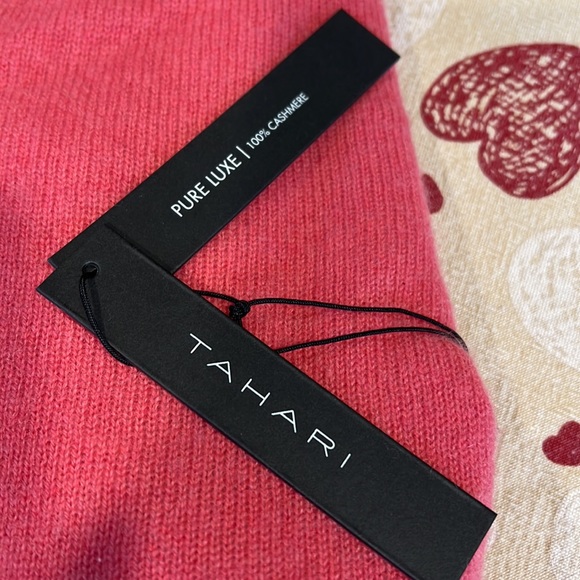 PURE LUXE | 100% CASHMERE
TAHARI